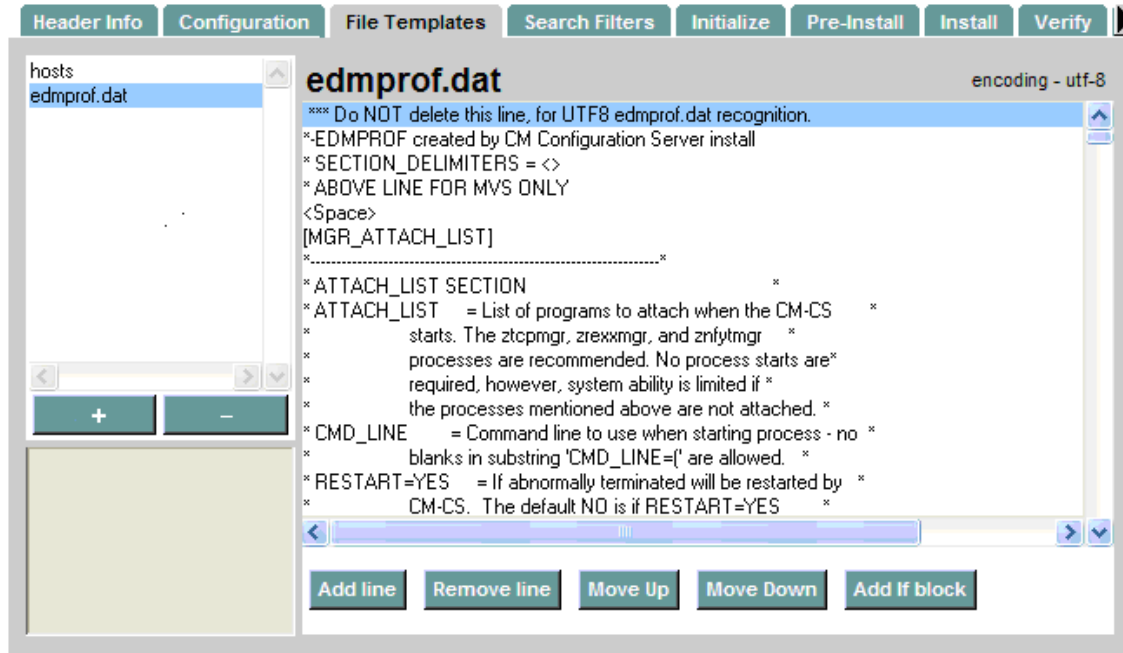 Header Info Configuration File Templates Search Filters Initialize Pre-Install Install Verify
hosts
edmprof.dat
+ −
edmprof.dat
encoding - utf-8
*** Do NOT delete this line, for UTF8 edmprof.dat recognition.
*-EDMPROF created by CM Configuration Server install
* SECTION_DELIMITERS = <>
* ABOVE LINE FOR MVS ONLY
<Space>
[MGR_ATTACH_LIST]
*------------------------------------------------------------------*
* ATTACH_LIST SECTION *
* ATTACH_LIST = List of programs to attach when the CM-CS *
* starts. The ztcpmgr, zrexxmgr, and znfytmgr *
* processes are recommended. No process starts are*
* required, however, system ability is limited if *
* the processes mentioned above are not attached. *
* CMD_LINE = Command line to use when starting process - no *
* blanks in substring 'CMD_LINE=(' are allowed. *
* RESTART=YES = If abnormally terminated will be restarted by *
* CM-CS. The default NO is if RESTART=YES *
Add line Remove line Move Up Move Down Add If block